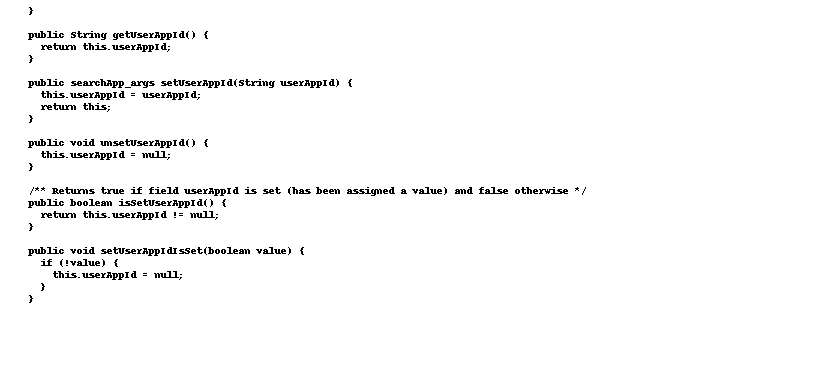 }
public String getUserAppId() {
return this.userAppId;
}
public searchApp_args setUserAppId(String userAppId) {
this.userAppId = userAppId;
return this;
}
public void unsetUserAppId() {
this.userAppId = null;
}
/** Returns true if field userAppId is set (has been assigned a value) and false otherwise */
public boolean isSetUserAppId() {
return this.userAppId != null;
}
public void setUserAppIdIsSet(boolean value) {
if (!value) {
this.userAppId = null;
}
}